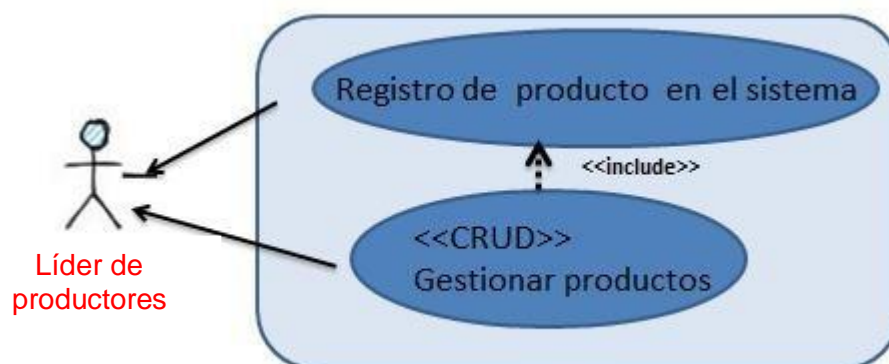 Registro de producto en el sistema
<<include>>
<<CRUD>>
Gestionar productos
Líder de
productores